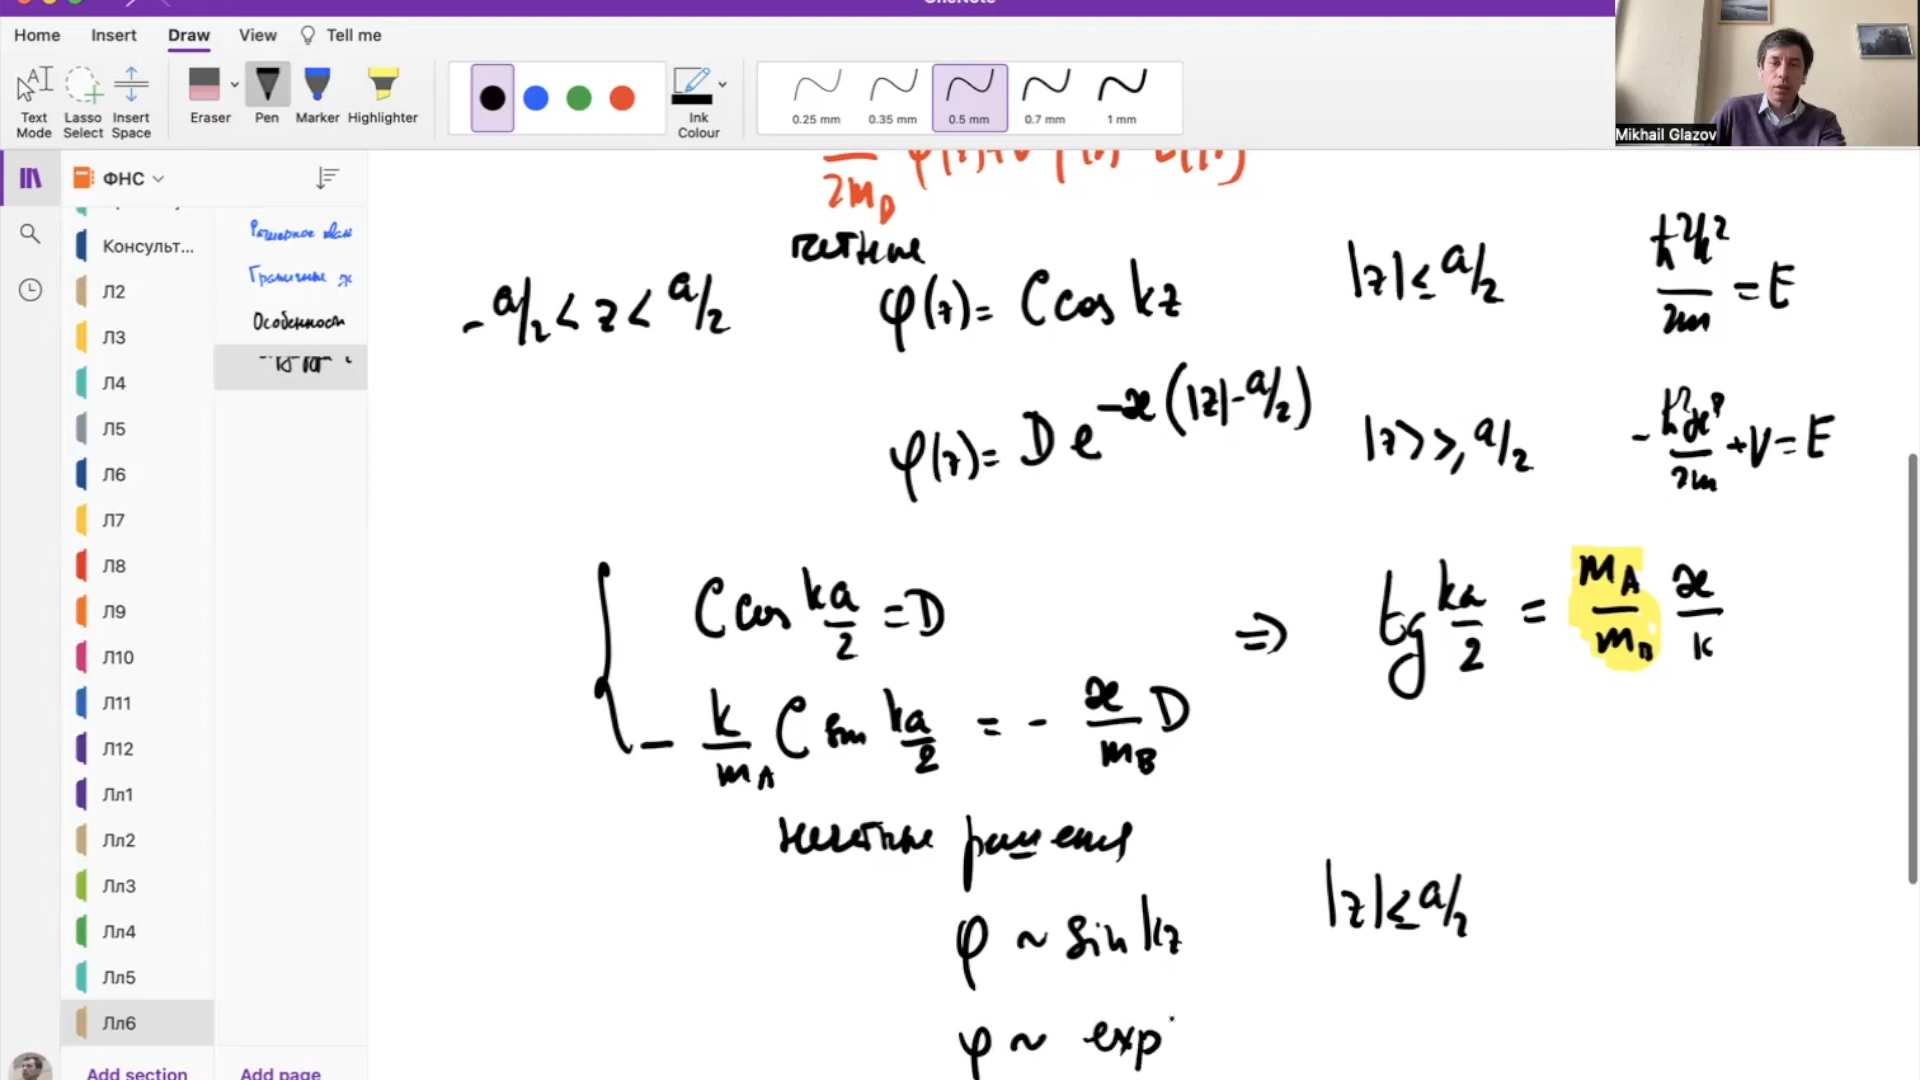 OneNote
Home Insert Draw View Tell me
Text Mode
Lasso Select
Insert Space
Eraser
Pen
Marker
Highlighter
Ink Colour
0.25 mm
0.35 mm
0.5 mm
0.7 mm
1 mm
Mikhail Glazov
ФНС
Консульт...
Л2
Л3
Л4
Л5
Л6
Л7
Л8
Л9
Л10
Л11
Л12
Лл1
Лл2
Лл3
Лл4
Лл5
Лл6
Add section
Размерное
Граничные
Особенност
Add page
2m_B
четные
-a/2 < z < a/2
φ(z) = C cos kz
|z| ≤ a/2
ħ²k²/2m = E
φ(z) = D e^{-æ(|z| - a/2)}
|z| ≥ a/2
-ħ²æ²/2m + V = E
C cos ka/2 = D
⇒ tg ka/2 = m_A/m_B æ/k
- k/m_A C sin ka/2 = - æ/m_B D
нечетные решения
φ ~ sin kz
|z| ≤ a/2
φ ~ exp